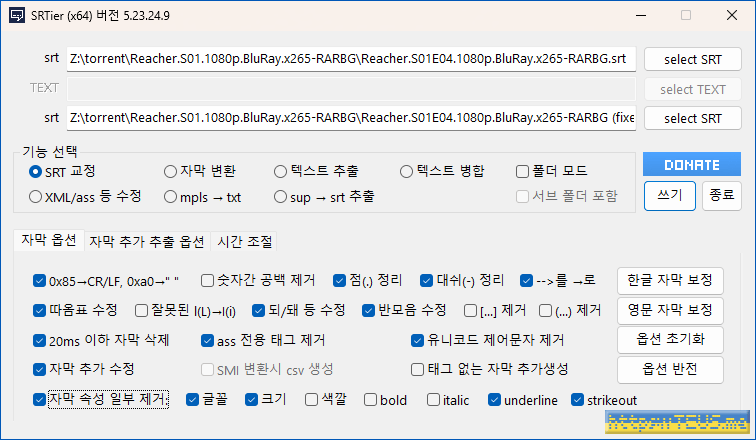 SRTier (x64) 버전 5.23.24.9
srt Z:\torrent\Reacher.S01.1080p.BluRay.x265-RARBG\Reacher.S01E04.1080p.BluRay.x265-RARBG.srt select SRT
TEXT select TEXT
srt Z:\torrent\Reacher.S01.1080p.BluRay.x265-RARBG\Reacher.S01E04.1080p.BluRay.x265-RARBG (fixe select SRT
기능 선택
SRT 교정 자막 변환 텍스트 추출 텍스트 병합 폴더 모드 DONATE
XML/ass 등 수정 mpls → txt sup → srt 추출 서브 폴더 포함 쓰기 종료
자막 옵션 자막 추가 추출 옵션 시간 조절
0x85→CR/LF, 0xa0→" " 숫자간 공백 제거 점(.) 정리 대쉬(-) 정리 -->를 →로 한글 자막 보정
따옴표 수정 잘못된 l(L)→I(i) 되/돼 등 수정 반모음 수정 [...] 제거 (...) 제거 영문 자막 보정
20ms 이하 자막 삭제 ass 전용 태그 제거 유니코드 제어문자 제거 옵션 초기화
자막 추가 수정 SMI 변환시 csv 생성 태그 없는 자막 추가생성 옵션 반전
자막 속성 일부 제거: 글꼴 크기 색깔 bold italic underline strikeout